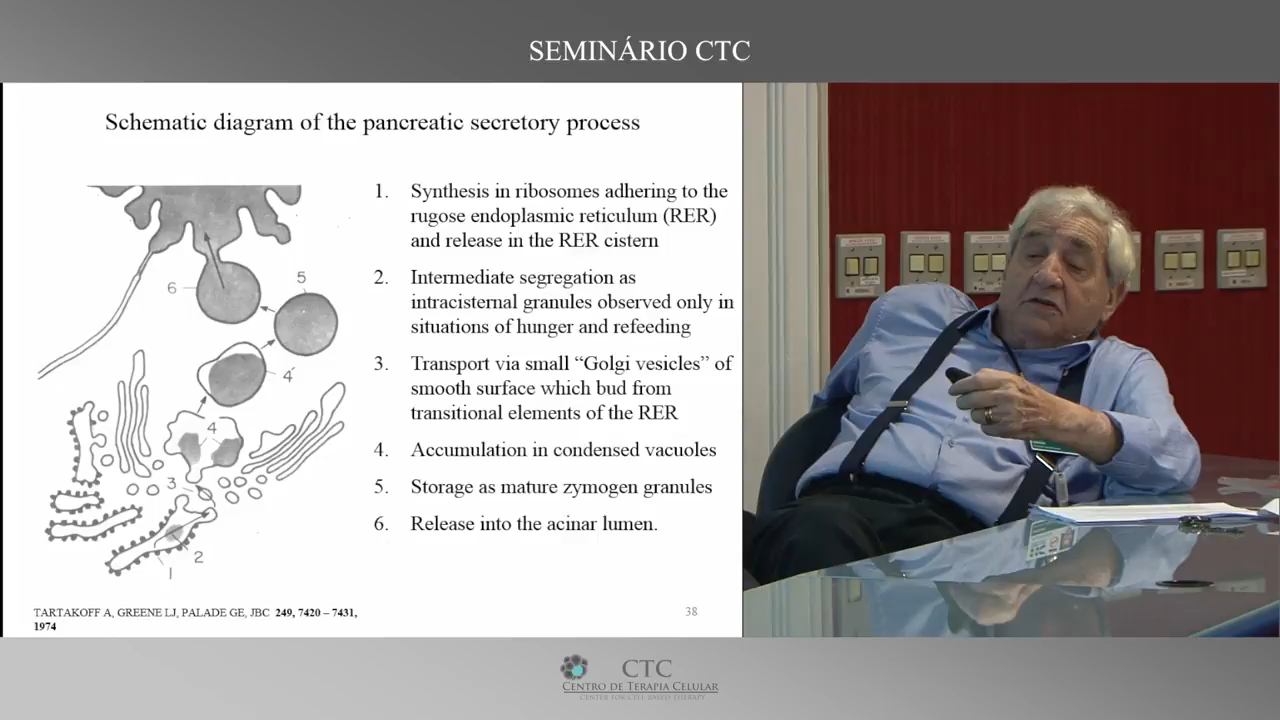 SEMINÁRIO CTC
Schematic diagram of the pancreatic secretory process
1. Synthesis in ribosomes adhering to the
rugose endoplasmic reticulum (RER)
and release in the RER cistern
2. Intermediate segregation as
intracisternal granules observed only in
situations of hunger and refeeding
3. Transport via small “Golgi vesicles” of
smooth surface which bud from
transitional elements of the RER
4. Accumulation in condensed vacuoles
5. Storage as mature zymogen granules
6. Release into the acinar lumen.
5
6
4
4
3
2
1
TARTAKOFF A, GREENE LJ, PALADE GE, JBC 249, 7420 – 7431,
1974
38
CTC
CENTRO DE TERAPIA CELULAR
CENTER FOR CELL-BASED THERAPY